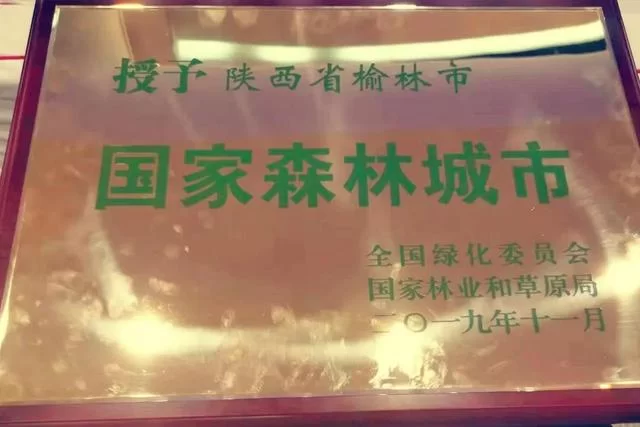 授予 陕西省榆林市
国家森林城市
全国绿化委员会
国家林业和草原局
二〇一九年十一月